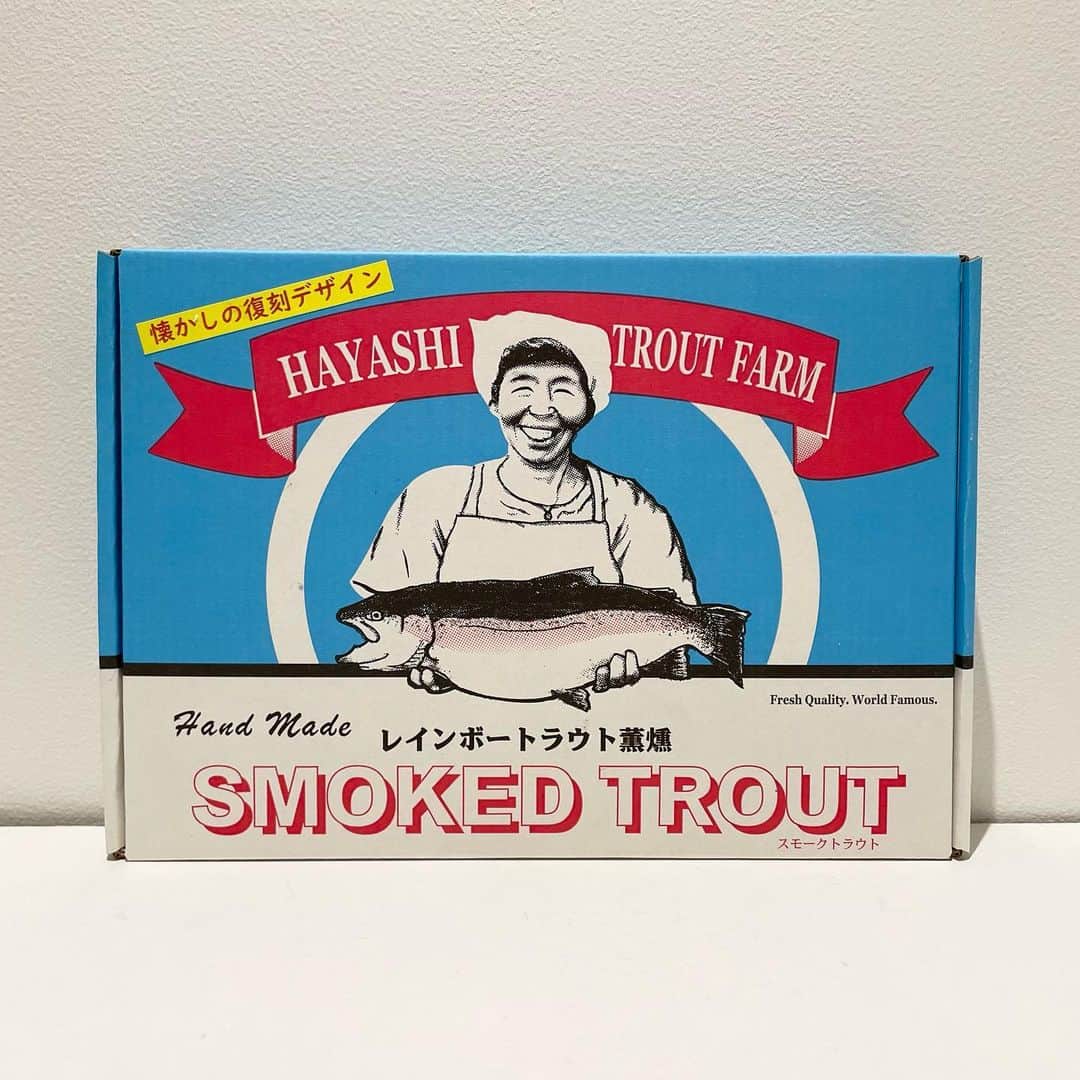 懐かしの復刻デザイン
HAYASHI TROUT FARM
Fresh Quality. World Famous.
Hand Made
レインボートラウト薫燻
SMOKED TROUT
スモークトラウト